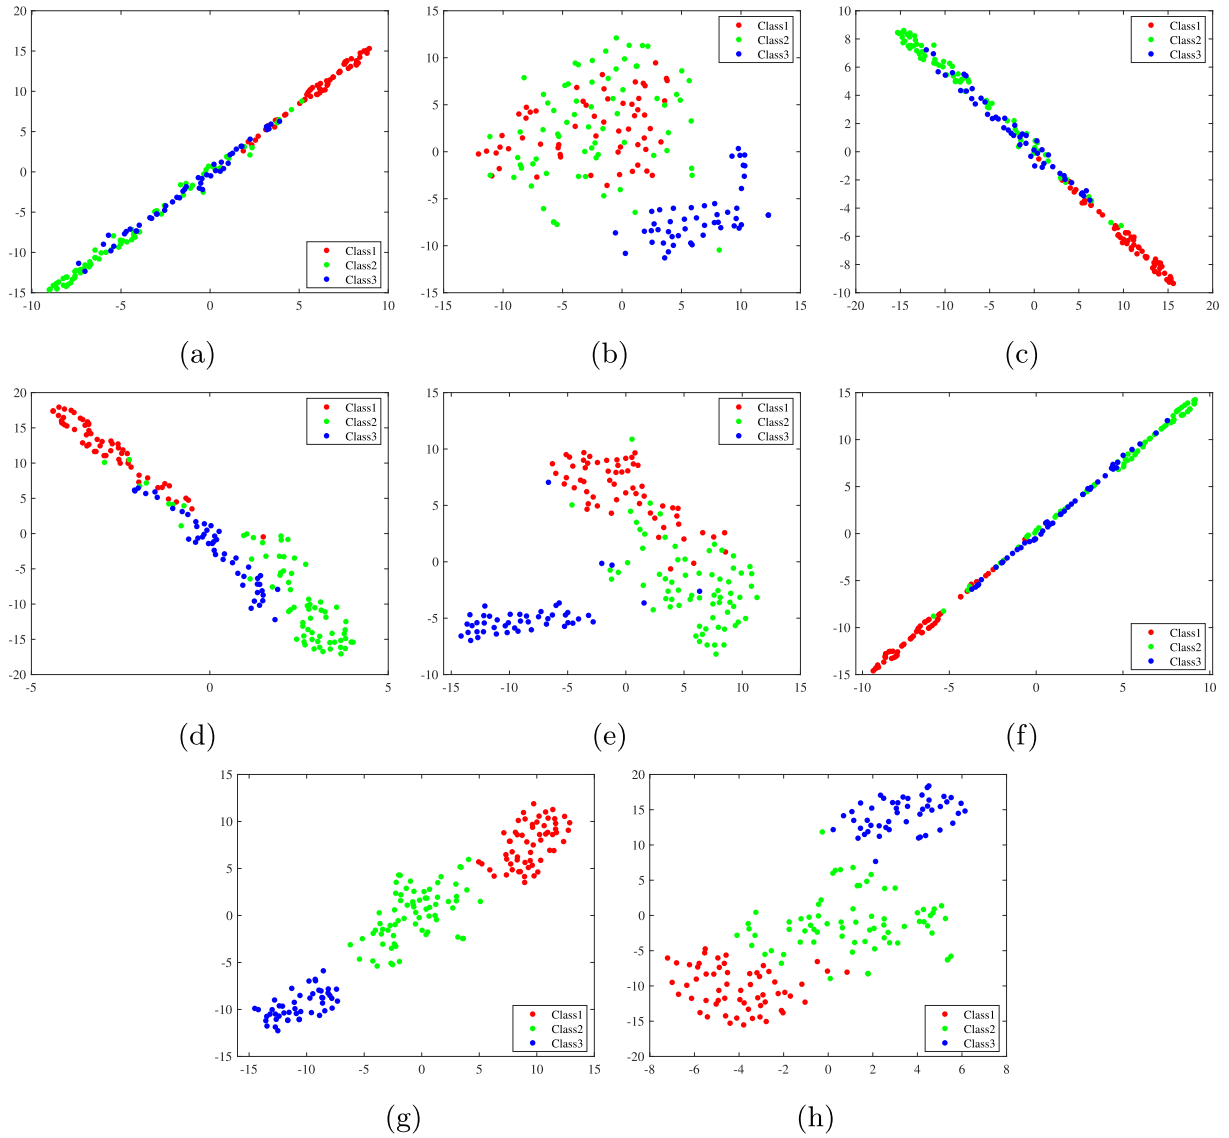 20
15
10
5
0
-5
-10
-15
-10 -5 0 5 10
Class1
Class2
Class3
(a)
15
10
5
0
-5
-10
-15
-15 -10 -5 0 5 10 15
Class1
Class2
Class3
(b)
10
8
6
4
2
0
-2
-4
-6
-8
-10
-20 -15 -10 -5 0 5 10 15 20
Class1
Class2
Class3
(c)
20
15
10
5
0
-5
-10
-15
-20
-5 0 5
Class1
Class2
Class3
(d)
15
10
5
0
-5
-10
-15 -10 -5 0 5 10 15
Class1
Class2
Class3
(e)
15
10
5
0
-5
-10
-15
-10 -5 0 5 10
Class1
Class2
Class3
(f)
15
10
5
0
-5
-10
-15
-15 -10 -5 0 5 10 15
Class1
Class2
Class3
(g)
20
15
10
5
0
-5
-10
-15
-20
-8 -6 -4 -2 0 2 4 6 8
Class1
Class2
Class3
(h)